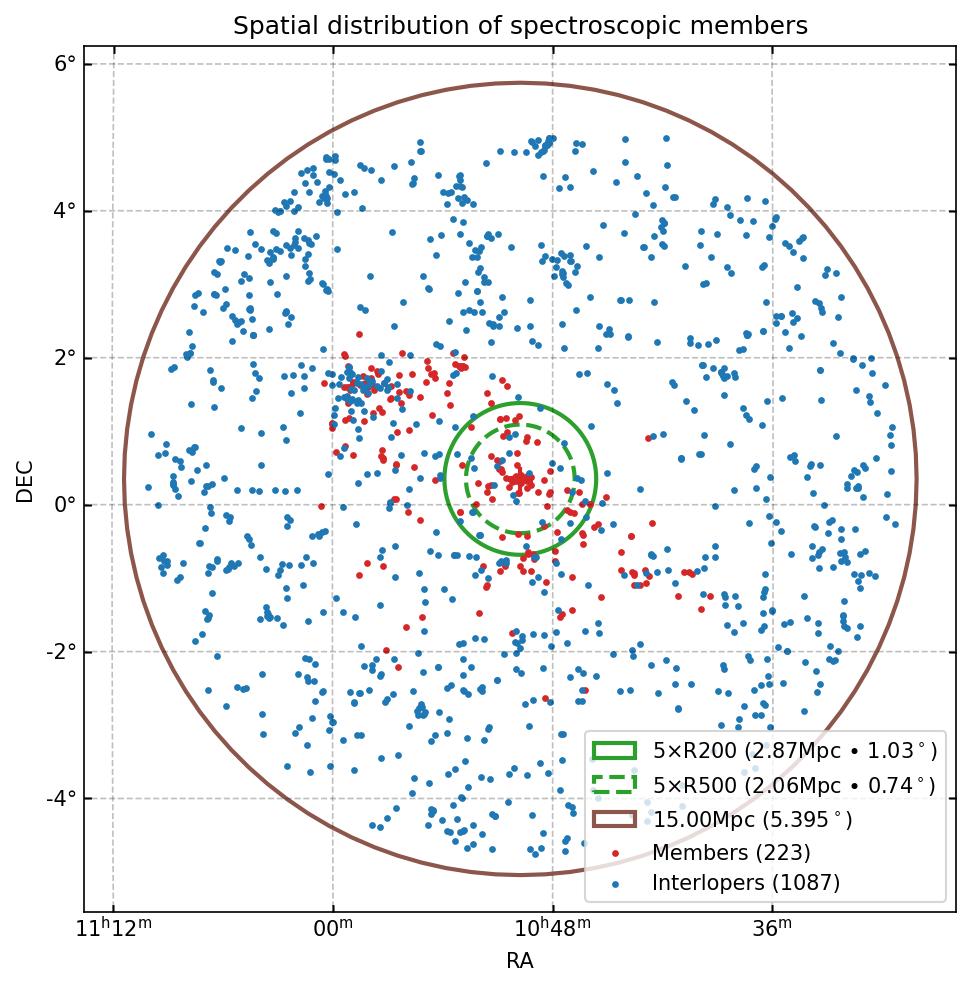 Spatial distribution of spectroscopic members
6°
4°
2°
0°
-2°
-4°
DEC
5×R200 (2.87Mpc • 1.03°)
5×R500 (2.06Mpc • 0.74°)
15.00Mpc (5.395°)
Members (223)
Interlopers (1087)
11ʰ12ᵐ 00ᵐ 10ʰ48ᵐ 36ᵐ
RA